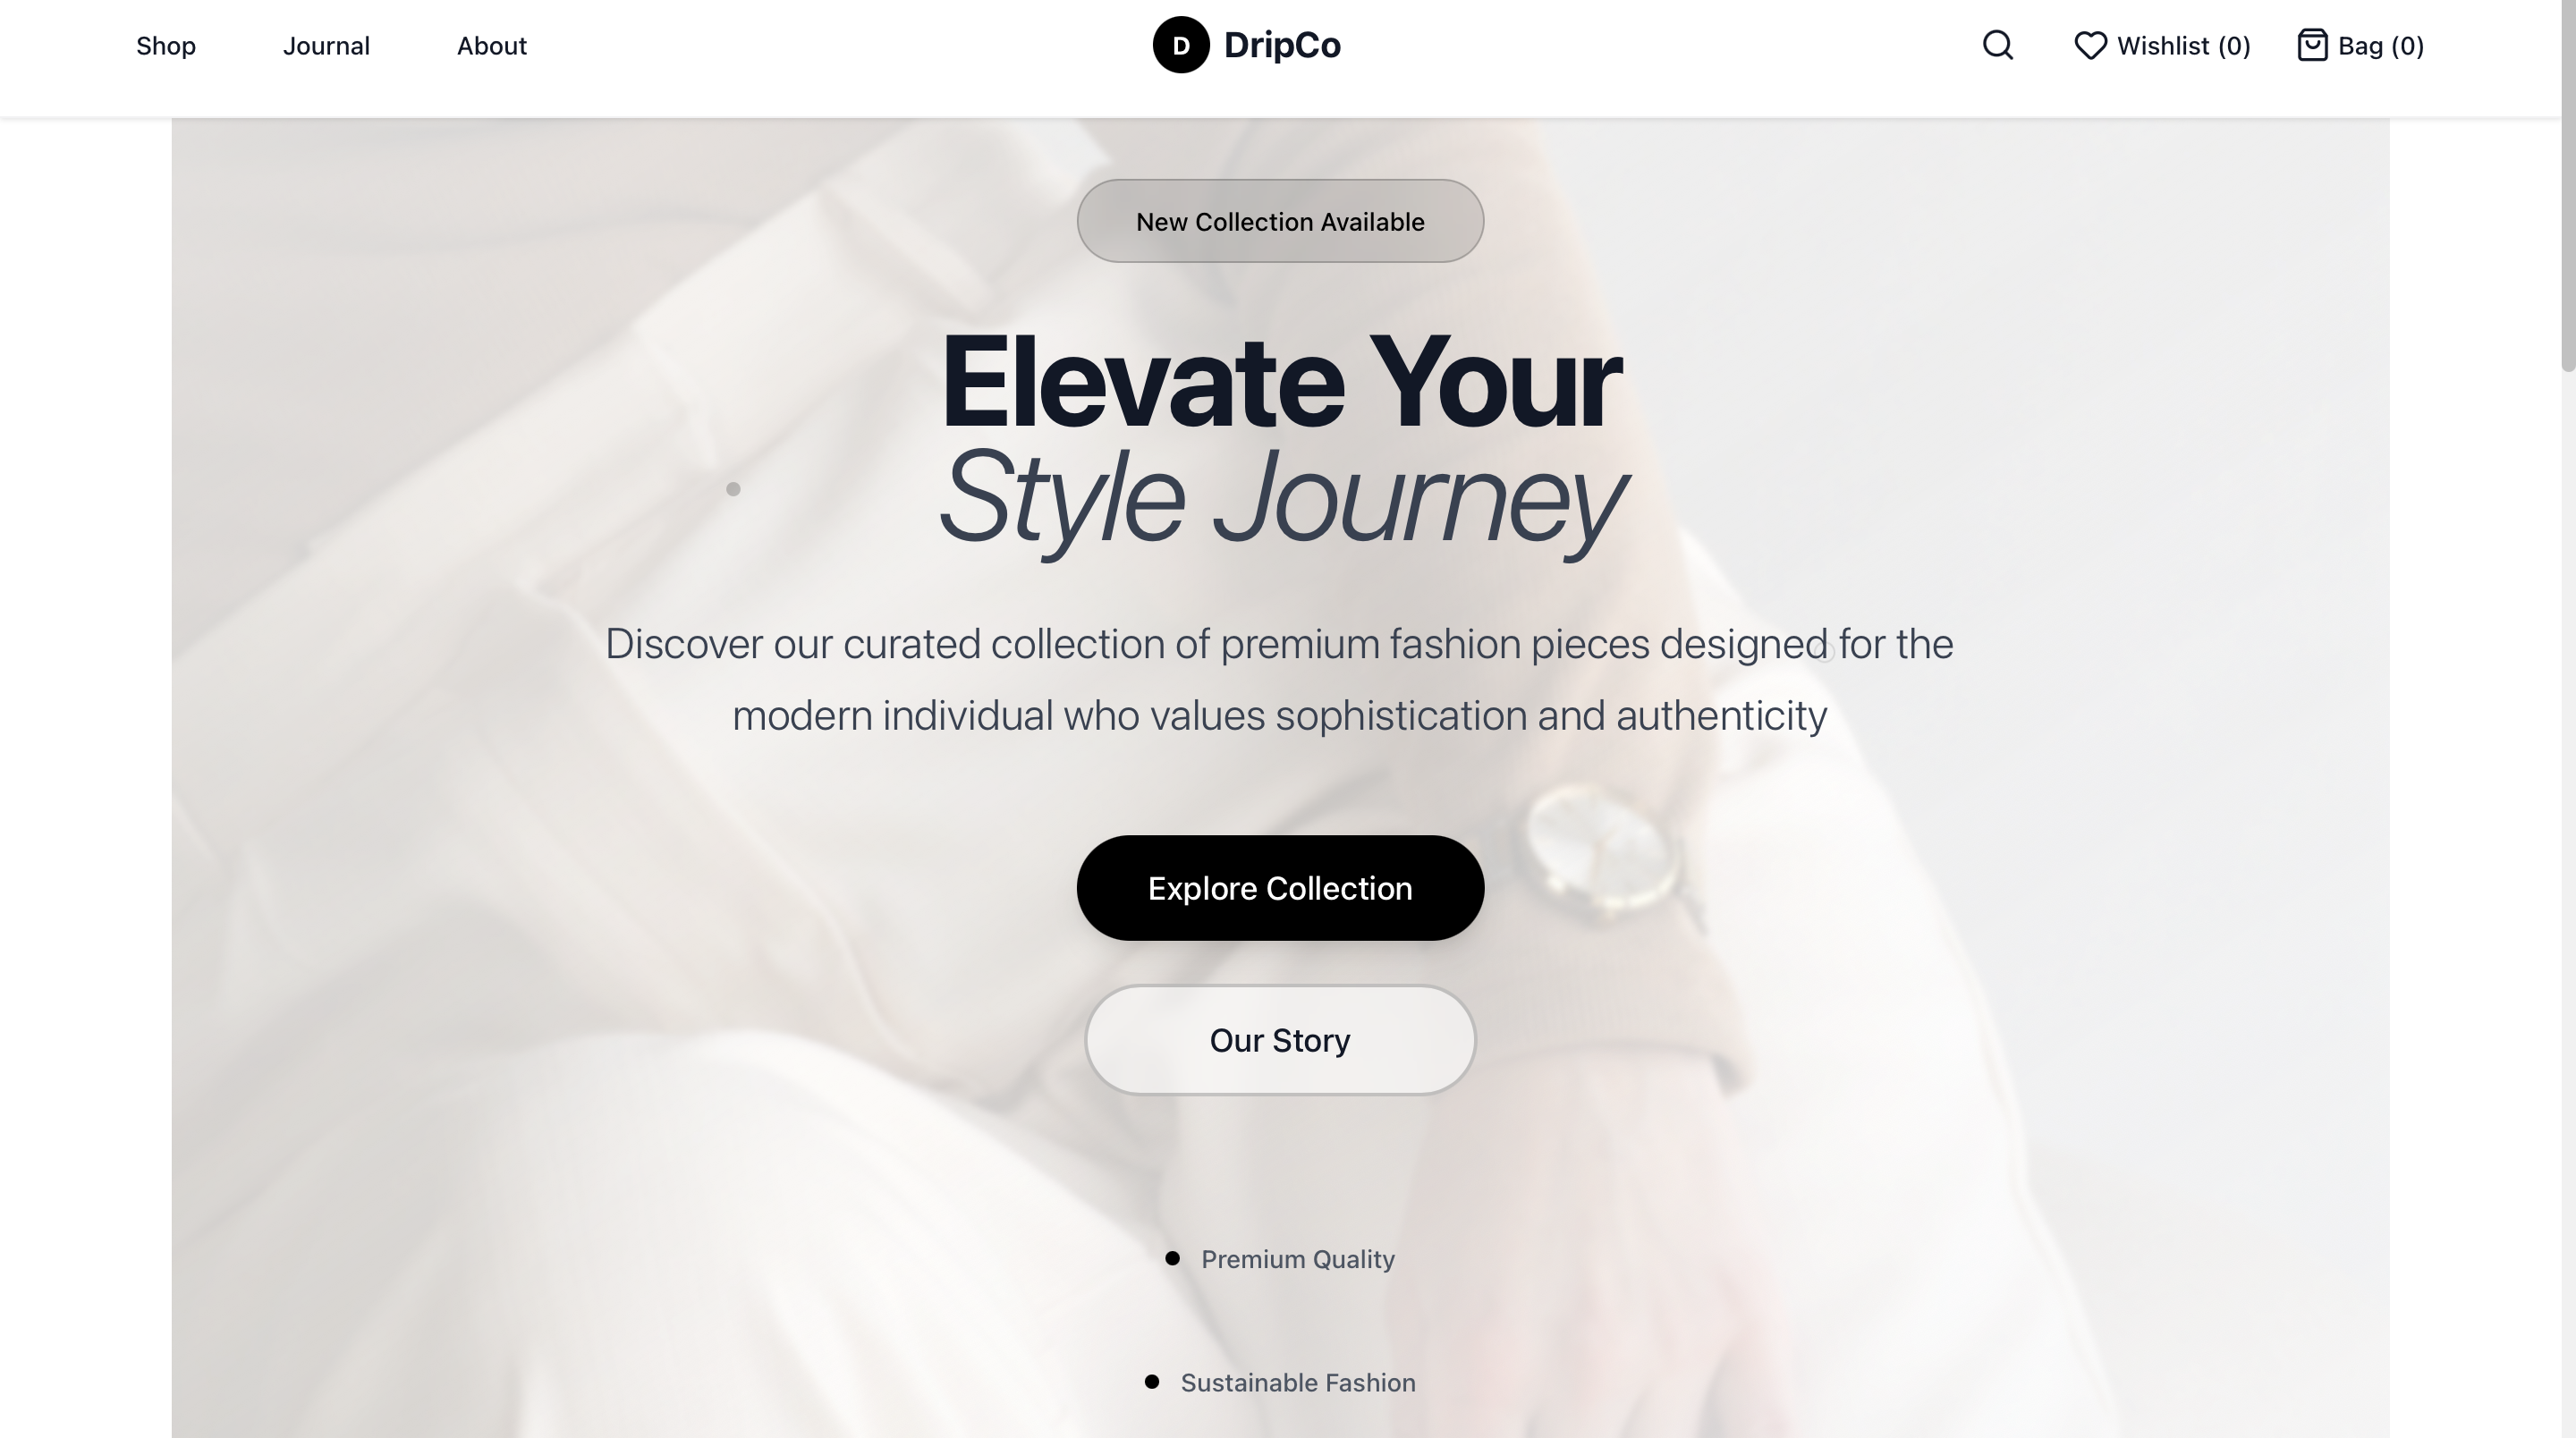 Shop
Journal
About
D DripCo
Wishlist (0)
Bag (0)
New Collection Available
Elevate Your
Style Journey
Discover our curated collection of premium fashion pieces designed for the
modern individual who values sophistication and authenticity
Explore Collection
Our Story
Premium Quality
Sustainable Fashion